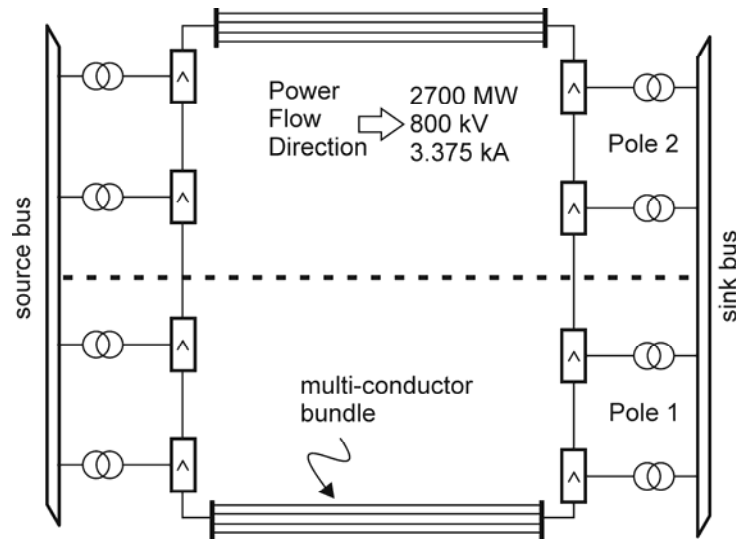 Power
Flow
Direction
2700 MW
800 kV
3.375 kA
Pole 2
source bus
sink bus
multi-conductor
bundle
Pole 1